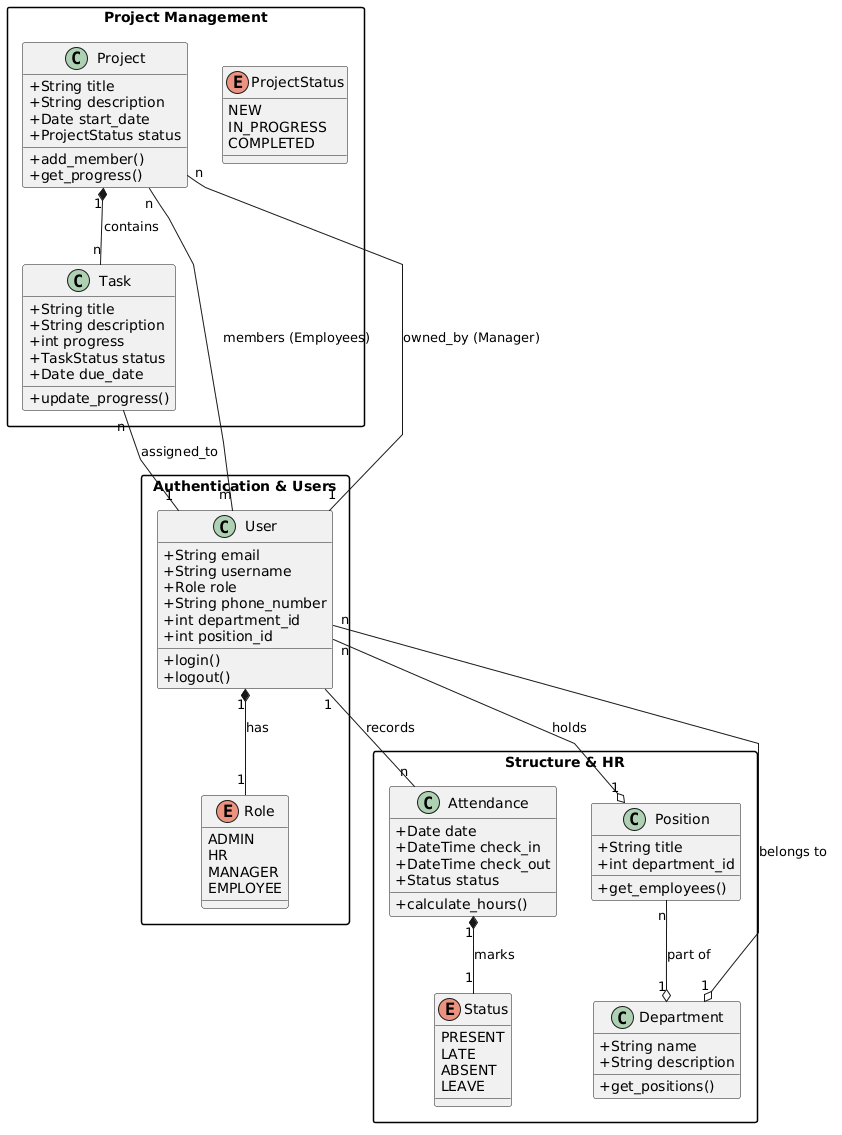 Project Management
C Project
+String title
+String description
+Date start_date
+ProjectStatus status
+add_member()
+get_progress()
E ProjectStatus
NEW
IN_PROGRESS
COMPLETED
n
1
n
contains
n
C Task
+String title
+String description
+int progress
+TaskStatus status
+Date due_date
+update_progress()
members (Employees)
owned_by (Manager)
n
assigned_to
Authentication & Users
1
m
1
C User
+String email
+String username
+Role role
+String phone_number
+int department_id
+int position_id
+login()
+logout()
n
n
1
1
has
records
holds
1
n
1
E Role
ADMIN
HR
MANAGER
EMPLOYEE
Structure & HR
C Attendance
+Date date
+DateTime check_in
+DateTime check_out
+Status status
+calculate_hours()
C Position
+String title
+int department_id
+get_employees()
belongs to
1
marks
1
n
part of
1
1
E Status
PRESENT
LATE
ABSENT
LEAVE
C Department
+String name
+String description
+get_positions()